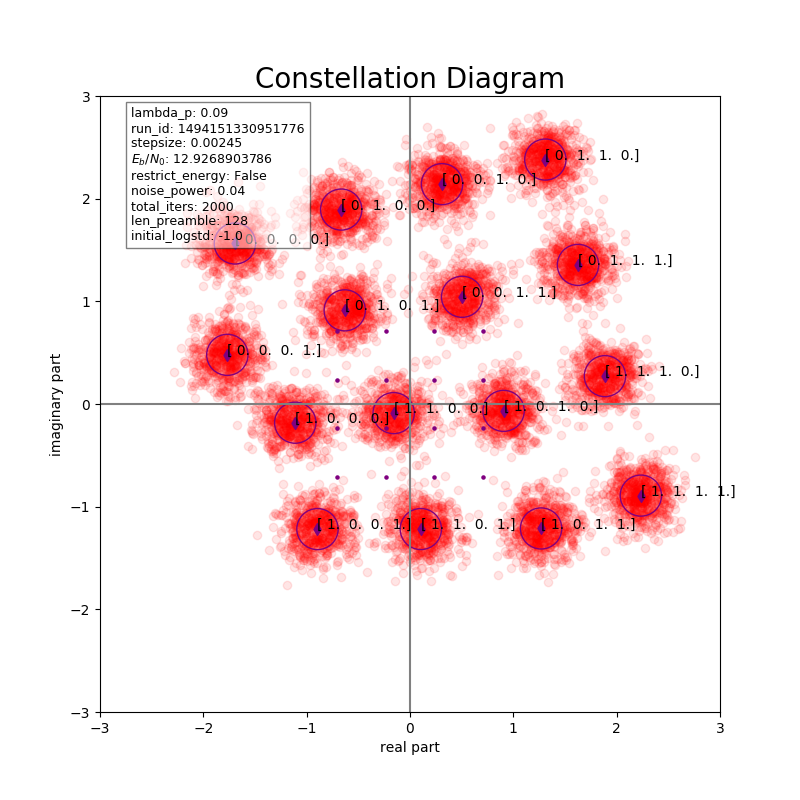 Constellation Diagram
lambda_p: 0.09
run_id: 1494151330951776
stepsize: 0.00245
E_b/N_0: 12.9268903786
restrict_energy: False
noise_power: 0.04
total_iters: 2000
len_preamble: 128
initial_logstd: -1.0
[ 0. 1. 1. 0.]
[ 0. 0. 1. 0.]
[ 0. 1. 0. 0.]
0. 0. 0.]
[ 0. 1. 1. 1.]
[ 0. 0. 1. 1.]
[ 0. 1. 0. 1.]
[ 0. 0. 0. 1.]
[ 1. 1. 1. 0.]
[ 1. 0. 0. 0.]
[ 1. 1. 0. 0.]
[ 1. 0. 1. 0.]
[ 1. 1. 1. 1.]
[ 1. 0. 0. 1.]
[ 1. 1. 0. 1.]
[ 1. 0. 1. 1.]
3
2
1
0
−1
−2
−3
imaginary part
−3 −2 −1 0 1 2 3
real part